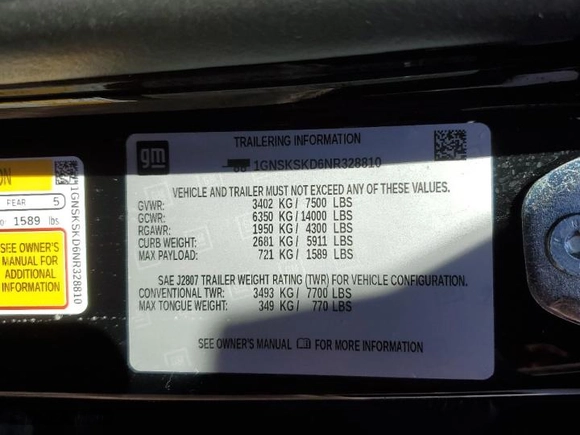 gm
TRAILERING INFORMATION
1GNSKSKD6NR328810
VEHICLE AND TRAILER MUST NOT EXCEED ANY OF THESE VALUES.
GVWR: 3402 KG / 7500 LBS
GCWR: 6350 KG / 14000 LBS
RGAWR: 1950 KG / 4300 LBS
CURB WEIGHT: 2681 KG / 5911 LBS
MAX PAYLOAD: 721 KG / 1589 LBS
SAE J2807 TRAILER WEIGHT RATING (TWR) FOR VEHICLE CONFIGURATION.
CONVENTIONAL TWR: 3493 KG / 7700 LBS
MAX TONGUE WEIGHT: 349 KG / 770 LBS
SEE OWNER'S MANUAL FOR MORE INFORMATION
REAR 5
1589 lbs.
SEE OWNER'S
MANUAL FOR
ADDITIONAL
INFORMATION
1GNSKSKD6NR328810